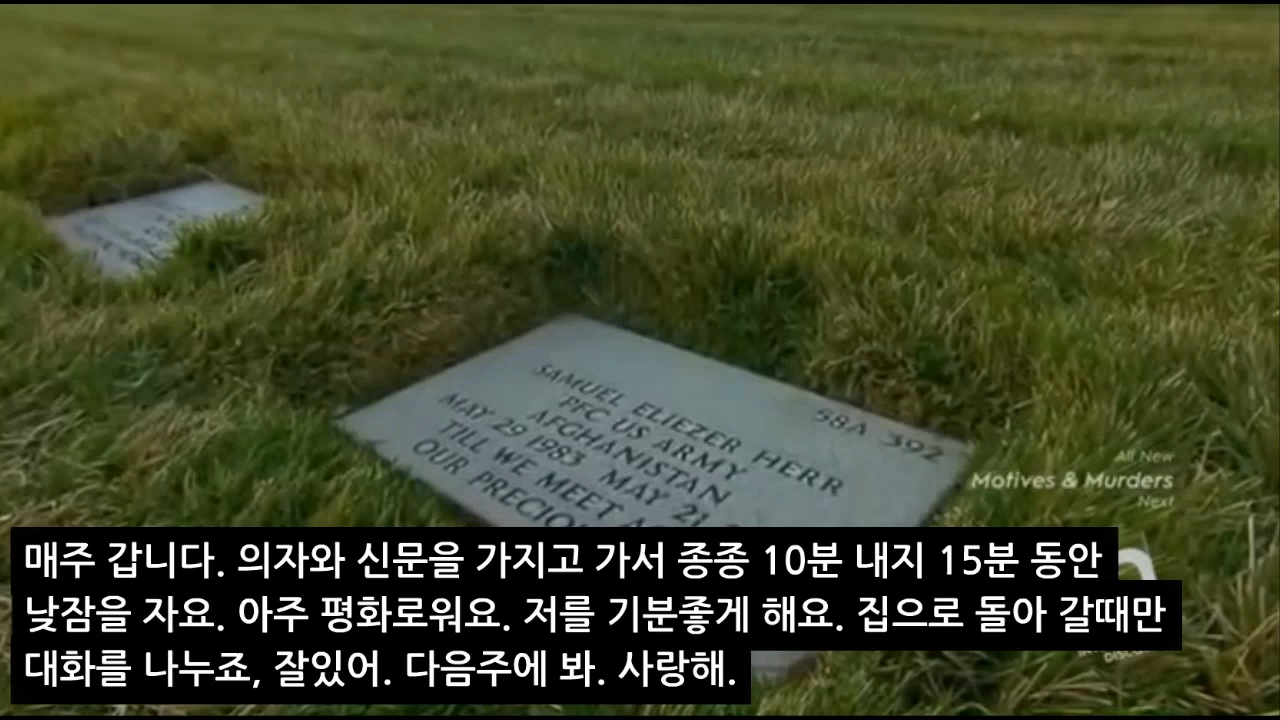 58A 392
SAMUEL ELIEZER HERR
PFC US ARMY
AFGHANISTAN
MAY 29 1983 MAY 21
TILL WE MEET
OUR
All New
Motives & Murders
Next
매주 갑니다. 의자와 신문을 가지고 가서 종종 10분 내지 15분 동안
낮잠을 자요. 아주 평화로워요. 저를 기분좋게 해요. 집으로 돌아 갈때만
대화를 나누죠, 잘있어. 다음주에 봐. 사랑해.